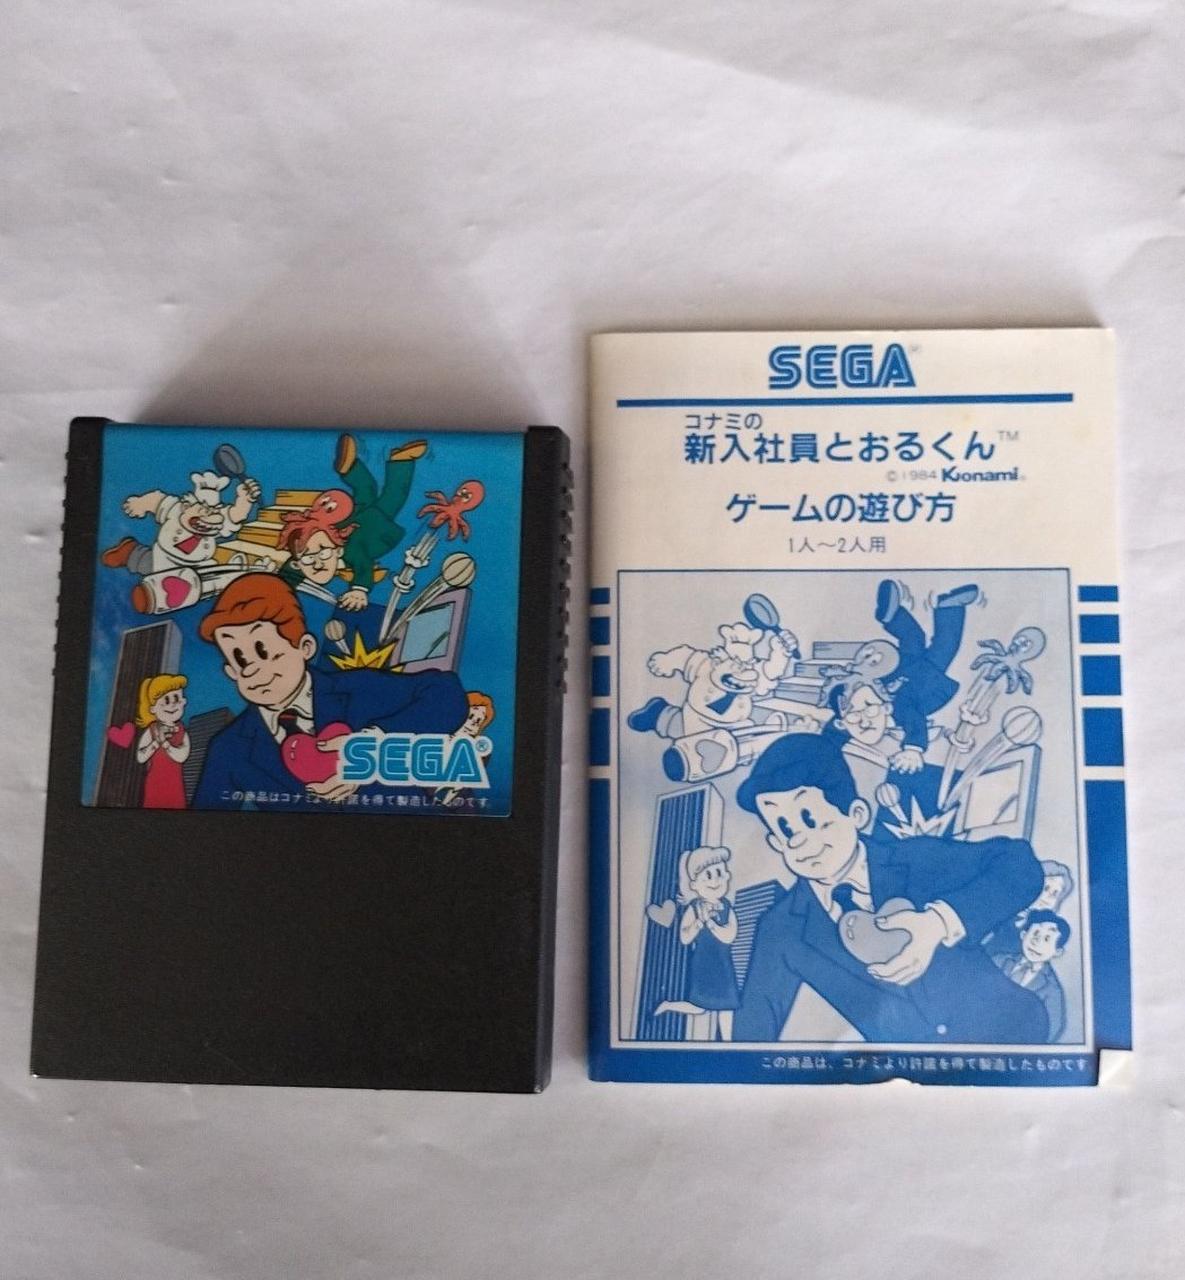 SEGA®
この商品はコナミより許諾を得て製造したものです
SEGA®
コナミの
新入社員とおるくん™
©1984 Konami®
ゲームの遊び方
1人〜2人用
この商品は、コナミより許諾を得て製造したものです